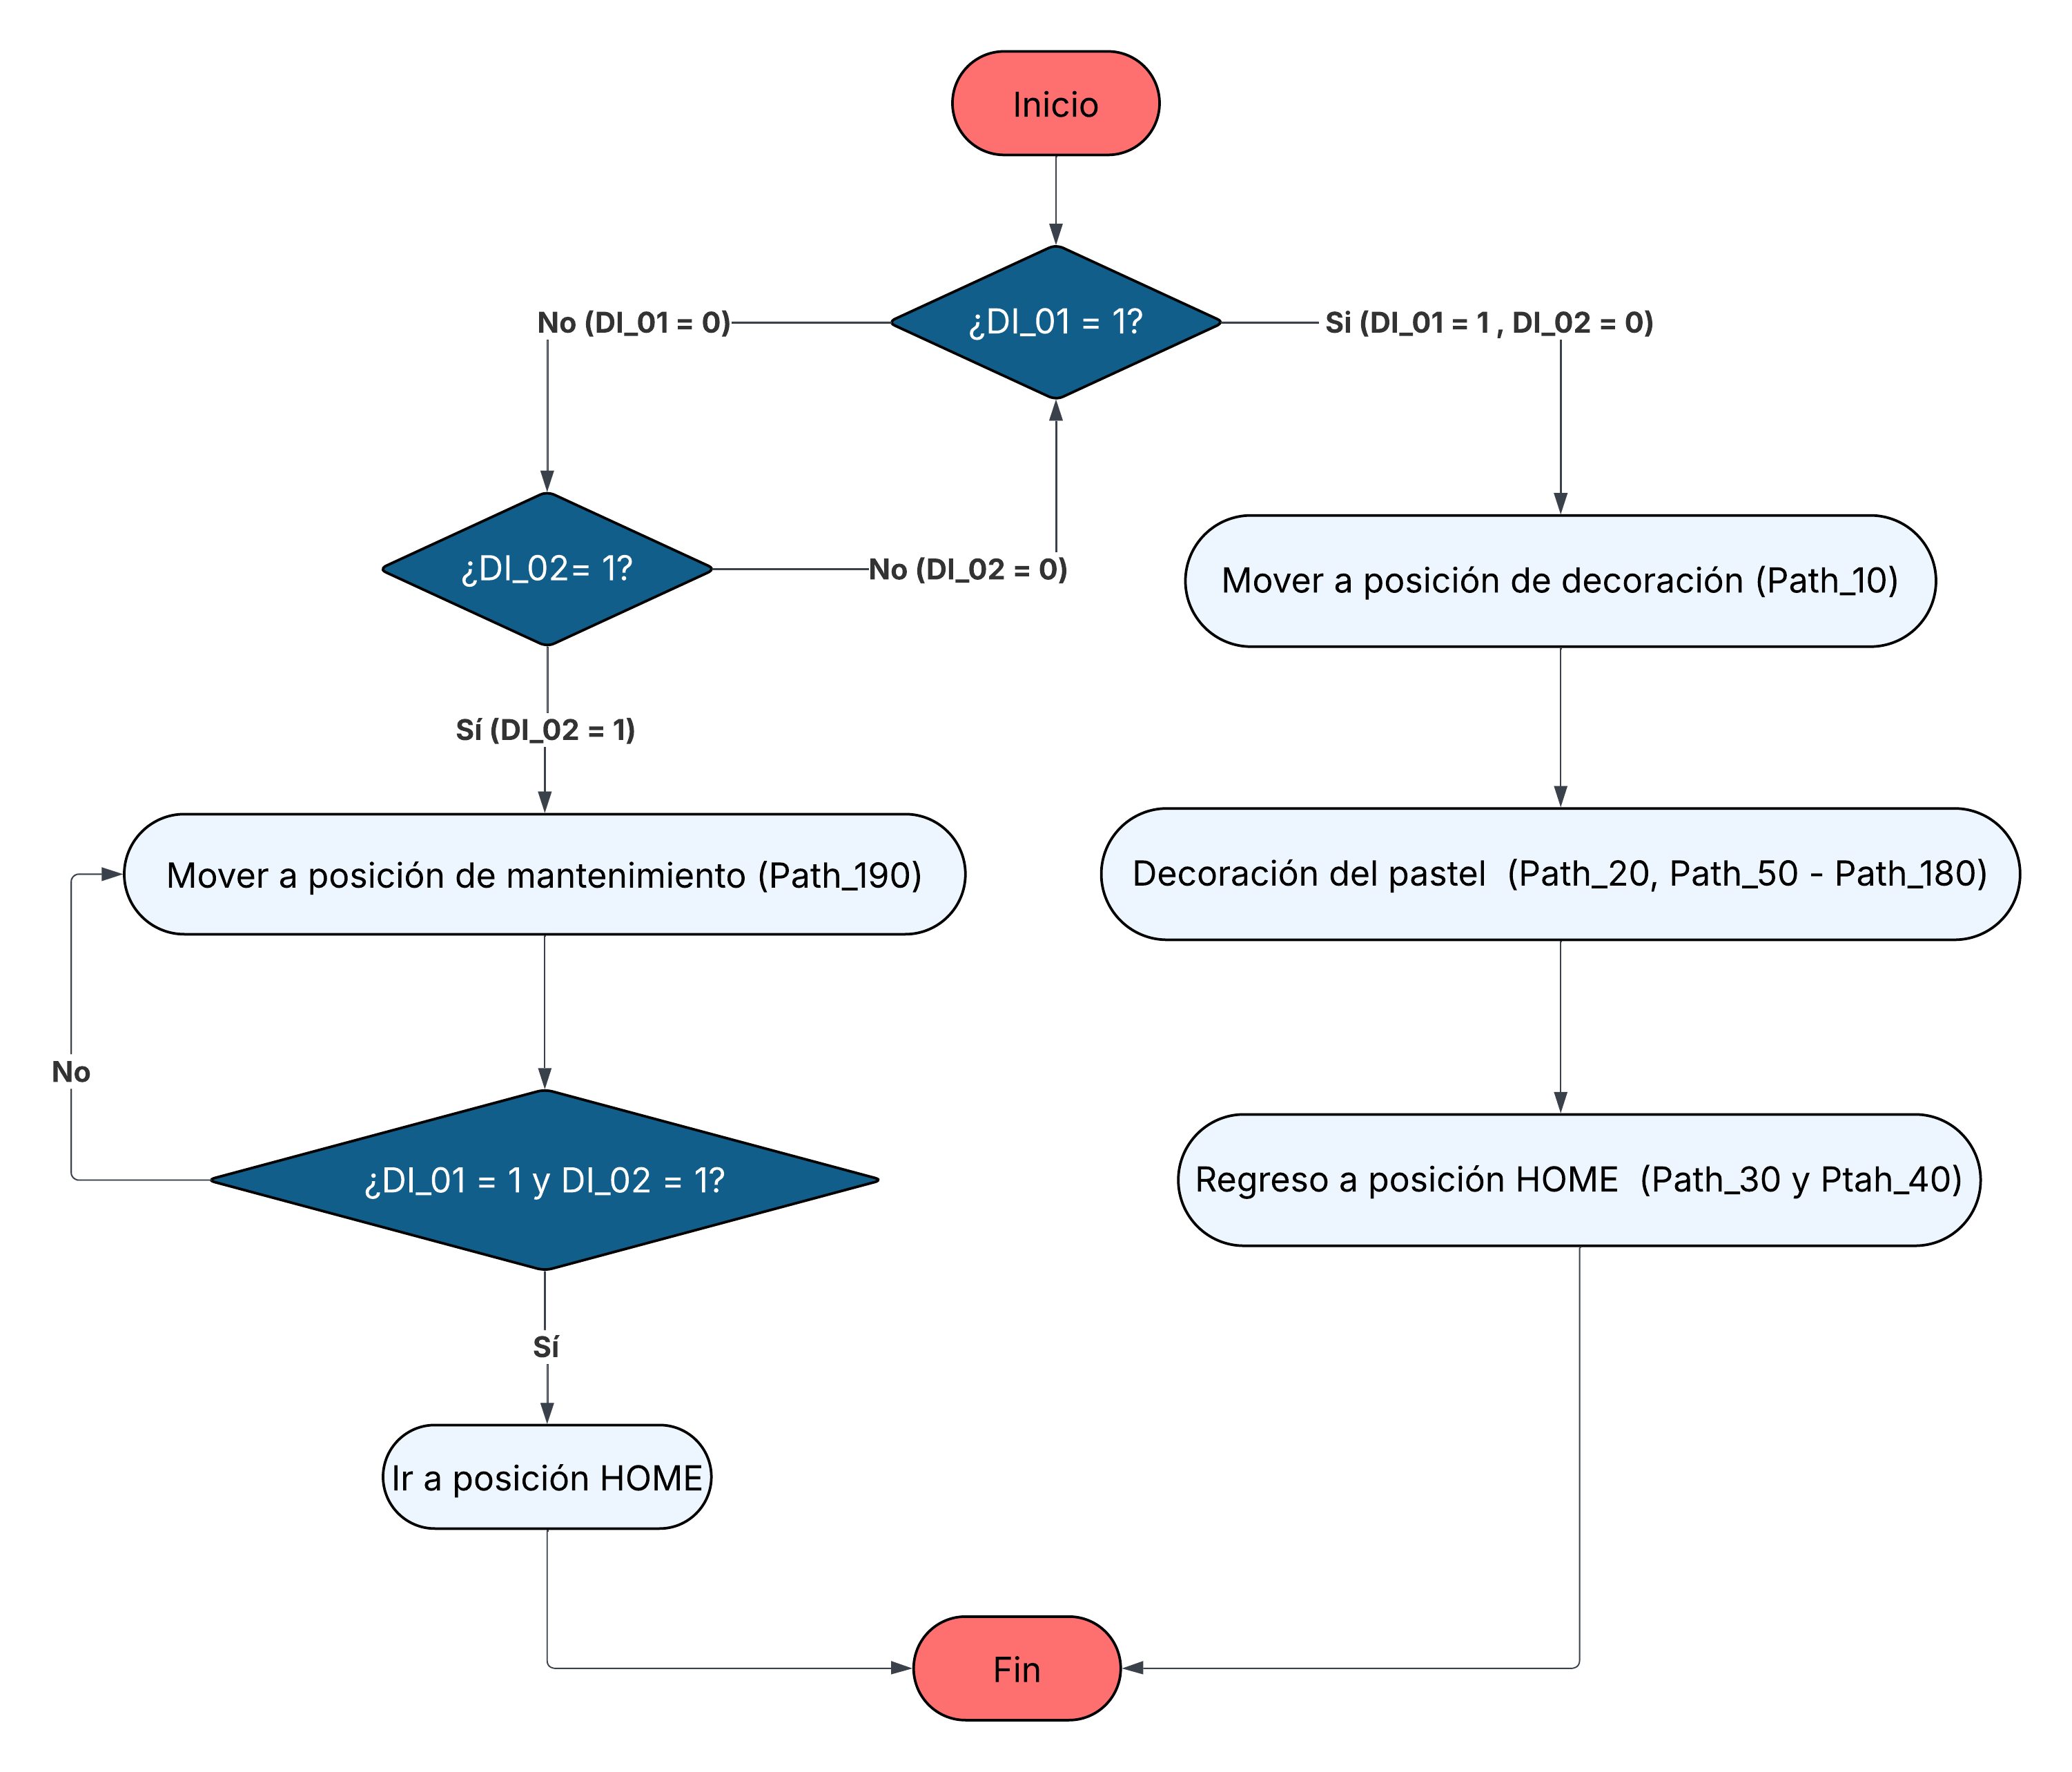 Inicio
¿DI_01 = 1?
No (DI_01 = 0)
Si (DI_01 = 1 , DI_02 = 0)
¿DI_02= 1?
No (DI_02 = 0)
Mover a posición de decoración (Path_10)
Sí (DI_02 = 1)
Mover a posición de mantenimiento (Path_190)
Decoración del pastel  (Path_20, Path_50 - Path_180)
No
¿DI_01 = 1 y DI_02 = 1?
Regreso a posición HOME  (Path_30 y Ptah_40)
Sí
Ir a posición HOME
Fin